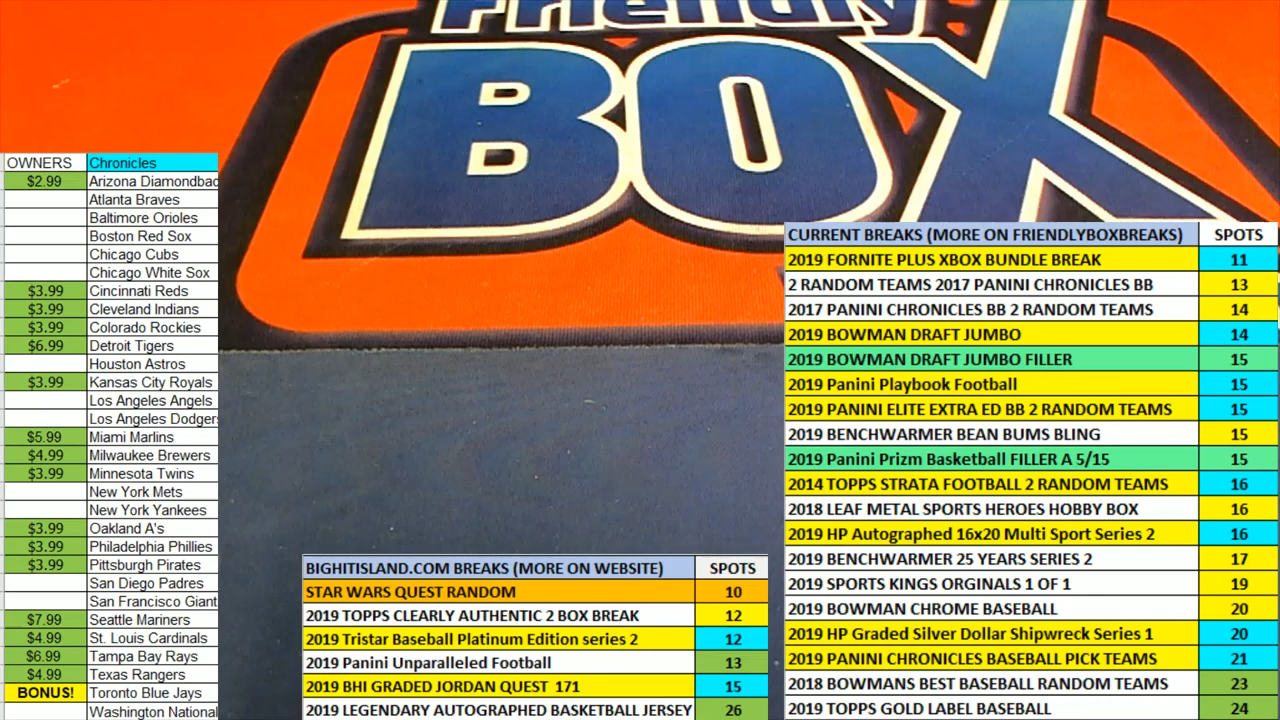 Friendly
BOX
OWNERS Chronicles
$2.99 Arizona Diamondbac
Atlanta Braves
Baltimore Orioles
Boston Red Sox
Chicago Cubs
Chicago White Sox
$3.99 Cincinnati Reds
$3.99 Cleveland Indians
$3.99 Colorado Rockies
$6.99 Detroit Tigers
Houston Astros
$3.99 Kansas City Royals
Los Angeles Angels
Los Angeles Dodgers
$5.99 Miami Marlins
$4.99 Milwaukee Brewers
$3.99 Minnesota Twins
New York Mets
New York Yankees
$3.99 Oakland A's
$3.99 Philadelphia Phillies
$3.99 Pittsburgh Pirates
San Diego Padres
San Francisco Giant
$7.99 Seattle Mariners
$4.99 St. Louis Cardinals
$6.99 Tampa Bay Rays
$4.99 Texas Rangers
BONUS! Toronto Blue Jays
Washington National
BIGHITISLAND.COM BREAKS (MORE ON WEBSITE) SPOTS
STAR WARS QUEST RANDOM 10
2019 TOPPS CLEARLY AUTHENTIC 2 BOX BREAK 12
2019 Tristar Baseball Platinum Edition series 2 12
2019 Panini Unparalleled Football 13
2019 BHI GRADED JORDAN QUEST 171 15
2019 LEGENDARY AUTOGRAPHED BASKETBALL JERSEY 26
CURRENT BREAKS (MORE ON FRIENDLYBOXBREAKS) SPOTS
2019 FORNITE PLUS XBOX BUNDLE BREAK 11
2 RANDOM TEAMS 2017 PANINI CHRONICLES BB 13
2017 PANINI CHRONICLES BB 2 RANDOM TEAMS 14
2019 BOWMAN DRAFT JUMBO 14
2019 BOWMAN DRAFT JUMBO FILLER 15
2019 Panini Playbook Football 15
2019 PANINI ELITE EXTRA ED BB 2 RANDOM TEAMS 15
2019 BENCHWARMER BEAN BUMS BLING 15
2019 Panini Prizm Basketball FILLER A 5/15 15
2014 TOPPS STRATA FOOTBALL 2 RANDOM TEAMS 16
2018 LEAF METAL SPORTS HEROES HOBBY BOX 16
2019 HP Autographed 16x20 Multi Sport Series 2 16
2019 BENCHWARMER 25 YEARS SERIES 2 17
2019 SPORTS KINGS ORGINALS 1 OF 1 19
2019 BOWMAN CHROME BASEBALL 20
2019 HP Graded Silver Dollar Shipwreck Series 1 20
2019 PANINI CHRONICLES BASEBALL PICK TEAMS 21
2018 BOWMANS BEST BASEBALL RANDOM TEAMS 23
2019 TOPPS GOLD LABEL BASEBALL 24